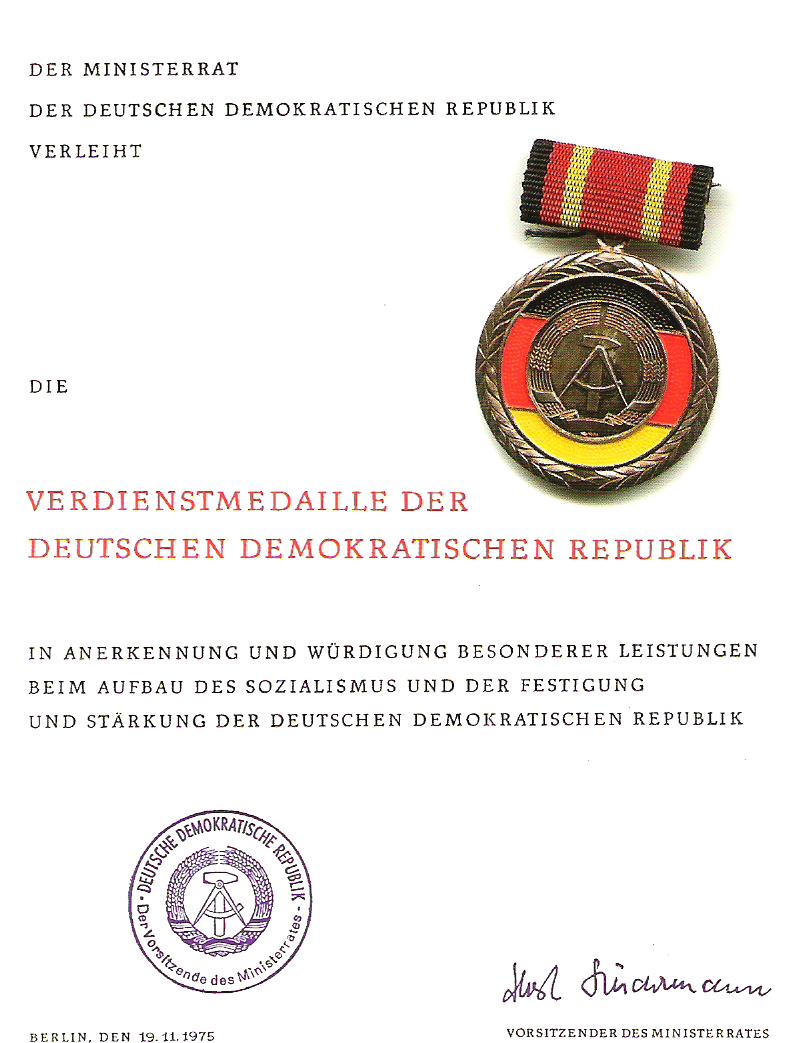 DER MINISTERRAT
DER DEUTSCHEN DEMOKRATISCHEN REPUBLIK
VERLEIHT
DIE
VERDIENSTMEDAILLE DER
DEUTSCHEN DEMOKRATISCHEN REPUBLIK
IN ANERKENNUNG UND WÜRDIGUNG BESONDERER LEISTUNGEN
BEIM AUFBAU DES SOZIALISMUS UND DER FESTIGUNG
UND STÄRKUNG DER DEUTSCHEN DEMOKRATISCHEN REPUBLIK
· DEUTSCHE DEMOKRATISCHE REPUBLIK ·
Der Vorsitzende des Ministerrates
Horst Sindermann
BERLIN, DEN 19.11.1975
VORSITZENDER DES MINISTERRATES